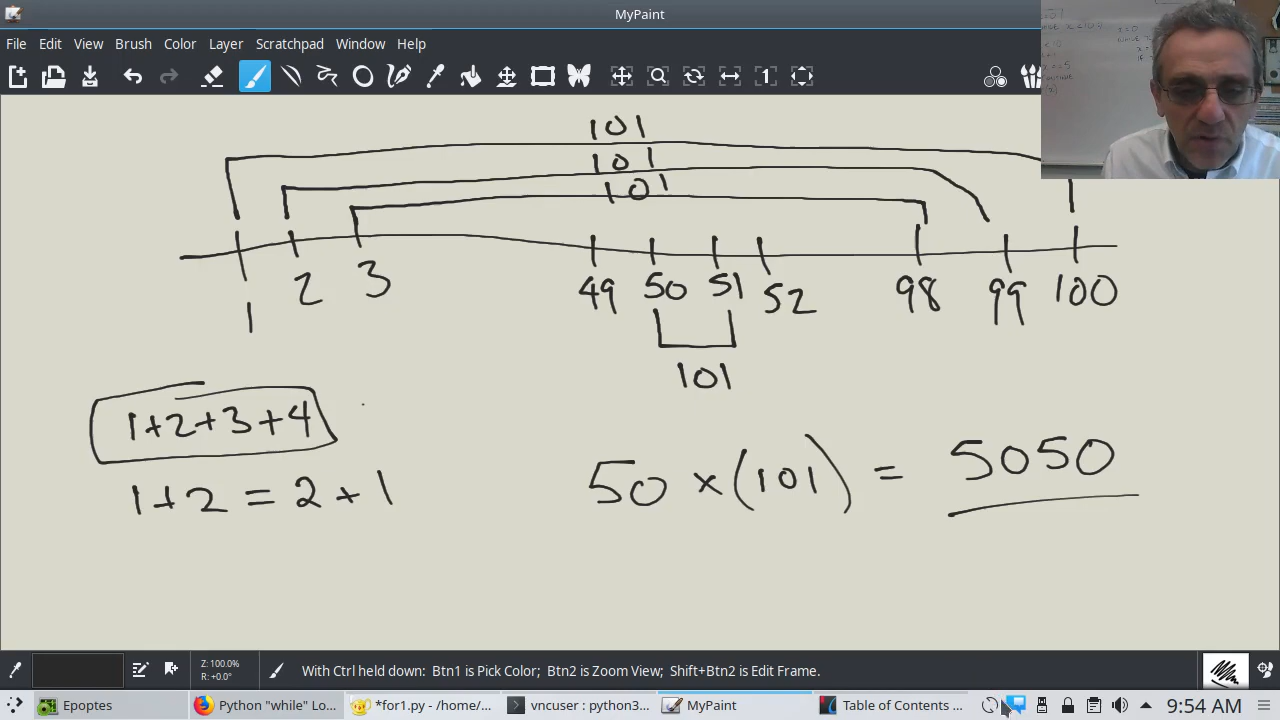 MyPaint
File Edit View Brush Color Layer Scratchpad Window Help
101
101
101
1 2 3 49 50 51 52 98 99 100
101
1+2+3+4
1+2 = 2+1
50 x (101) = 5050
Z: 100.0%
R: +0.0°
With Ctrl held down: Btn1 is Pick Color; Btn2 is Zoom View; Shift+Btn2 is Edit Frame.
Epoptes Python "while" lo... *for1.py - /home/... vncuser : python3... MyPaint Table of Contents ... 9:54 AM